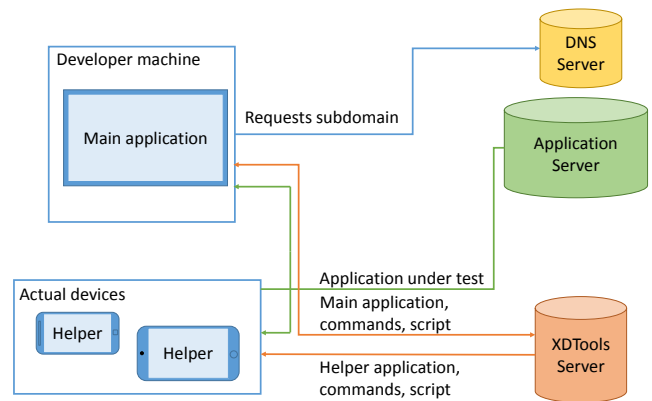 DNS
Server
Developer machine
Main application
Requests subdomain
Application
Server
Application under test
Actual devices
Main application,
commands, script
Helper
Helper
XDTools
Server
Helper application,
commands, script